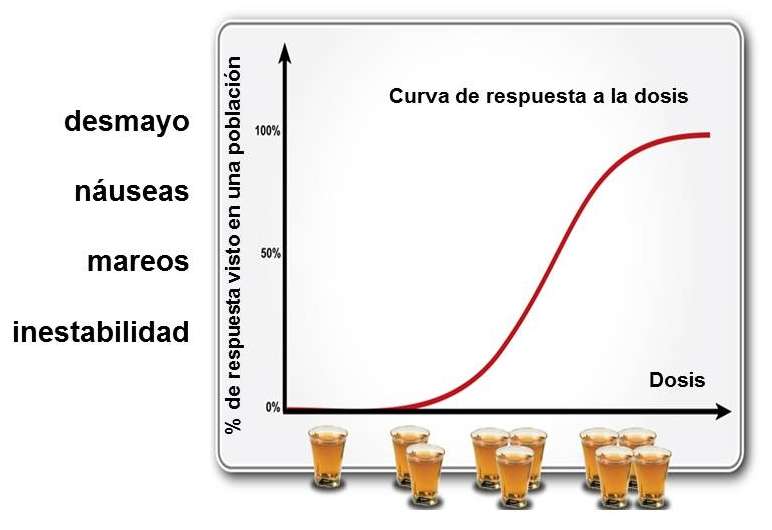 desmayo
náuseas
mareos
inestabilidad
% de respuesta visto en una población
Curva de respuesta a la dosis
100%
50%
0%
Dosis